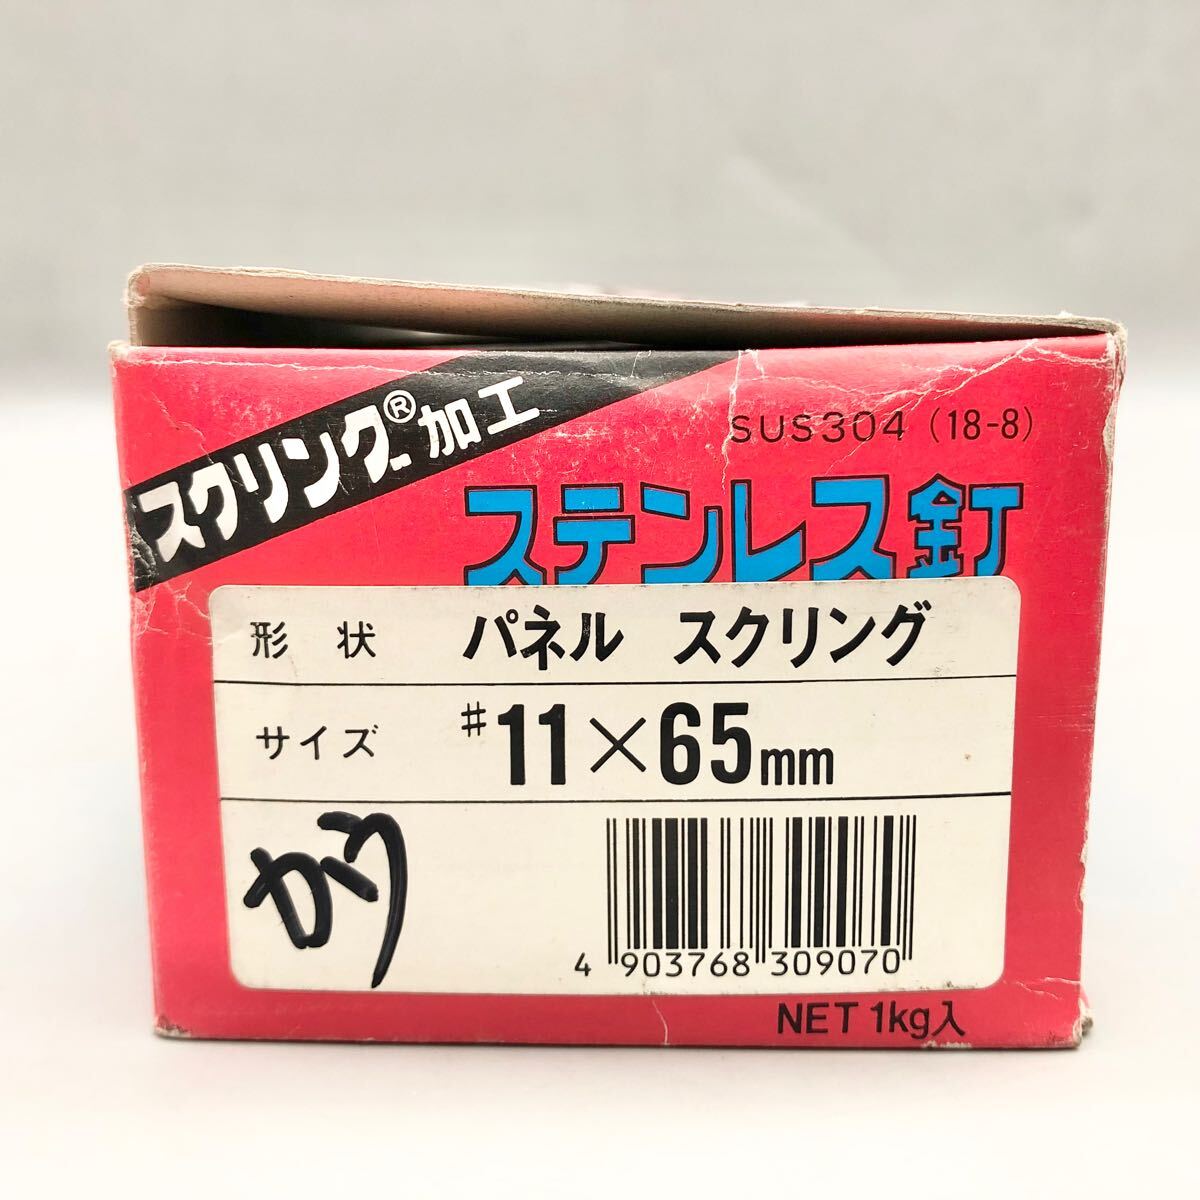 スクリング®加工
SUS304 (18-8)
ステンレス釘
形 状 パネル スクリング
サイズ #11×65mm
4 903768 309070
NET 1kg入